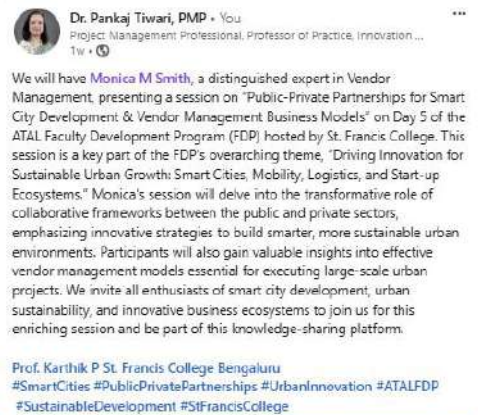 Dr. Pankaj Tiwari, PMP • You
Project Management Professional, Professor of Practice, Innovation ...
1w •
We will have Monica M Smith, a distinguished expert in Vendor
Management, presenting a session on "Public-Private Partnerships for Smart
City Development & Vendor Management Business Models" on Day 5 of the
ATAL Faculty Development Program (FDP) hosted by St. Francis College. This
session is a key part of the FDP's overarching theme, "Driving Innovation for
Sustainable Urban Growth: Smart Cities, Mobility, Logistics, and Start-up
Ecosystems." Monica's session will delve into the transformative role of
collaborative frameworks between the public and private sectors,
emphasizing innovative strategies to build smarter, more sustainable urban
environments. Participants will also gain valuable insights into effective
vendor management models essential for executing large-scale urban
projects. We invite all enthusiasts of smart city development, urban
sustainability, and innovative business ecosystems to join us for this
enriching session and be part of this knowledge-sharing platform.
Prof. Karthik P St. Francis College Bengaluru
#SmartCities #PublicPrivatePartnerships #UrbanInnovation #ATALFDP
#SustainableDevelopment #StFrancisCollege